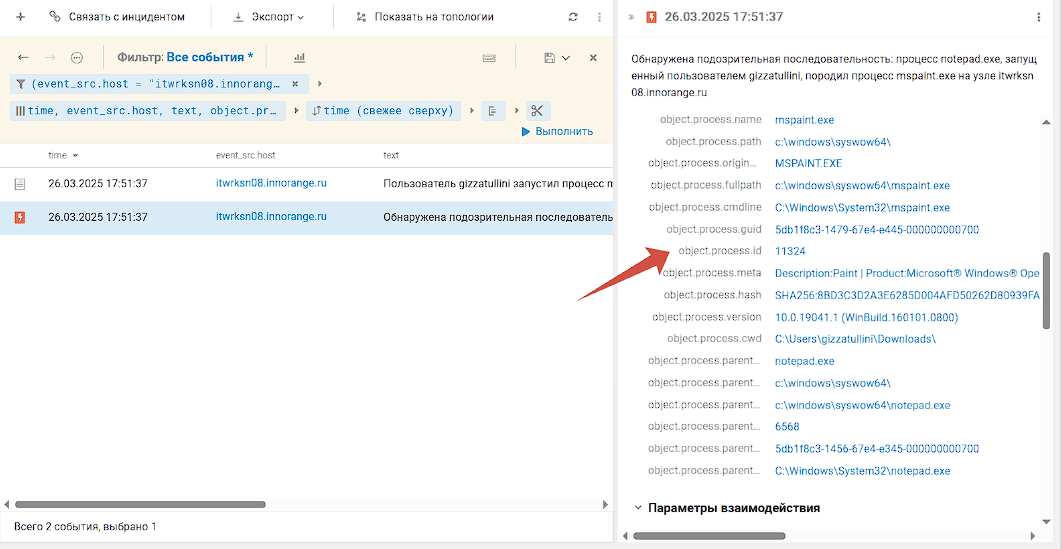 Связать с инцидентом
Экспорт
Показать на топологии
Фильтр: Все события *
(event_src.host = "itwrksn08.innorang…
time, event_src.host, text, object.pr…
time (свежее сверху)
Выполнить
time
event_src.host
text
26.03.2025 17:51:37
itwrksn08.innorange.ru
Пользователь gizzatullini запустил процесс п
26.03.2025 17:51:37
itwrksn08.innorange.ru
Обнаружена подозрительная последователь
Всего 2 события, выбрано 1
26.03.2025 17:51:37
Обнаружена подозрительная последовательность: процесс notepad.exe, запущ
енный пользователем gizzatullini, породил процесс mspaint.exe на узле itwrksn
08.innorange.ru
object.process.name mspaint.exe
object.process.path c:\windows\syswow64\
object.process.origin... MSPAINT.EXE
object.process.fullpath c:\windows\syswow64\mspaint.exe
object.process.cmdline C:\Windows\System32\mspaint.exe
object.process.guid 5db1f8c3-1479-67e4-e445-000000000700
object.process.id 11324
object.process.meta Description:Paint | Product:Microsoft® Windows® Ope
object.process.hash SHA256:8BD3C3D2A3E6285D004AFD50262D80939FA
object.process.version 10.0.19041.1 (WinBuild.160101.0800)
object.process.cwd C:\Users\gizzatullini\Downloads\
object.process.parent... notepad.exe
object.process.parent... c:\windows\syswow64\
object.process.parent... c:\windows\syswow64\notepad.exe
object.process.parent... 6568
object.process.parent... 5db1f8c3-1456-67e4-e345-000000000700
object.process.parent... C:\Windows\System32\notepad.exe
Параметры взаимодействия